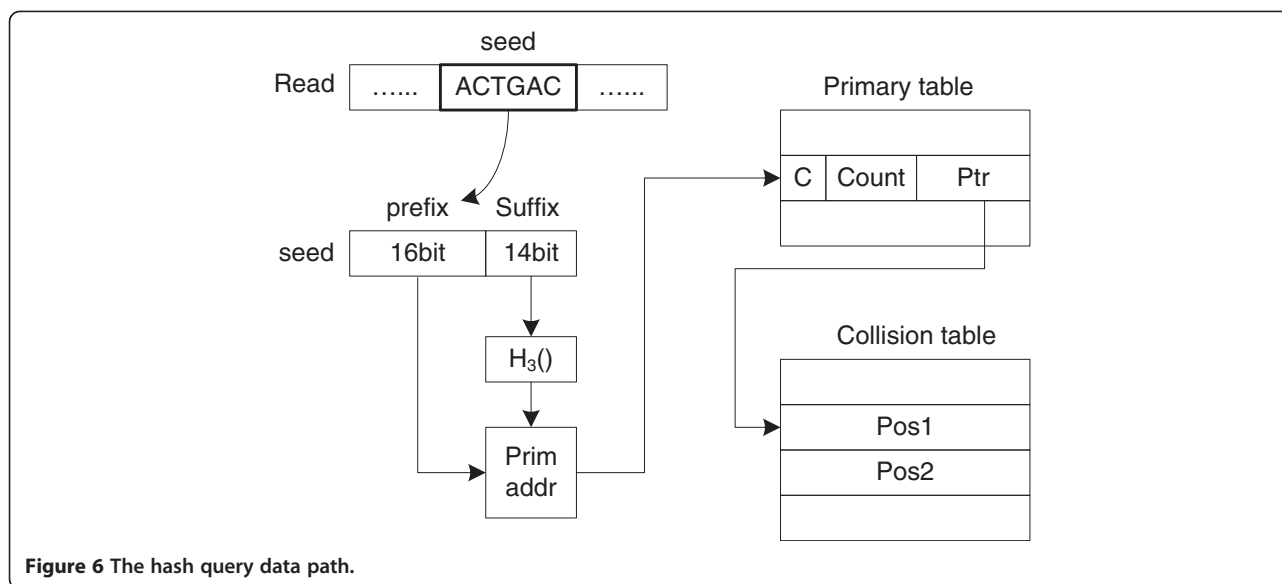 seed
Read ...... ACTGAC ......
prefix Suffix
seed 16bit 14bit
H3()
Prim
addr
Primary table
C Count Ptr
Collision table
Pos1
Pos2
Figure 6 The hash query data path.